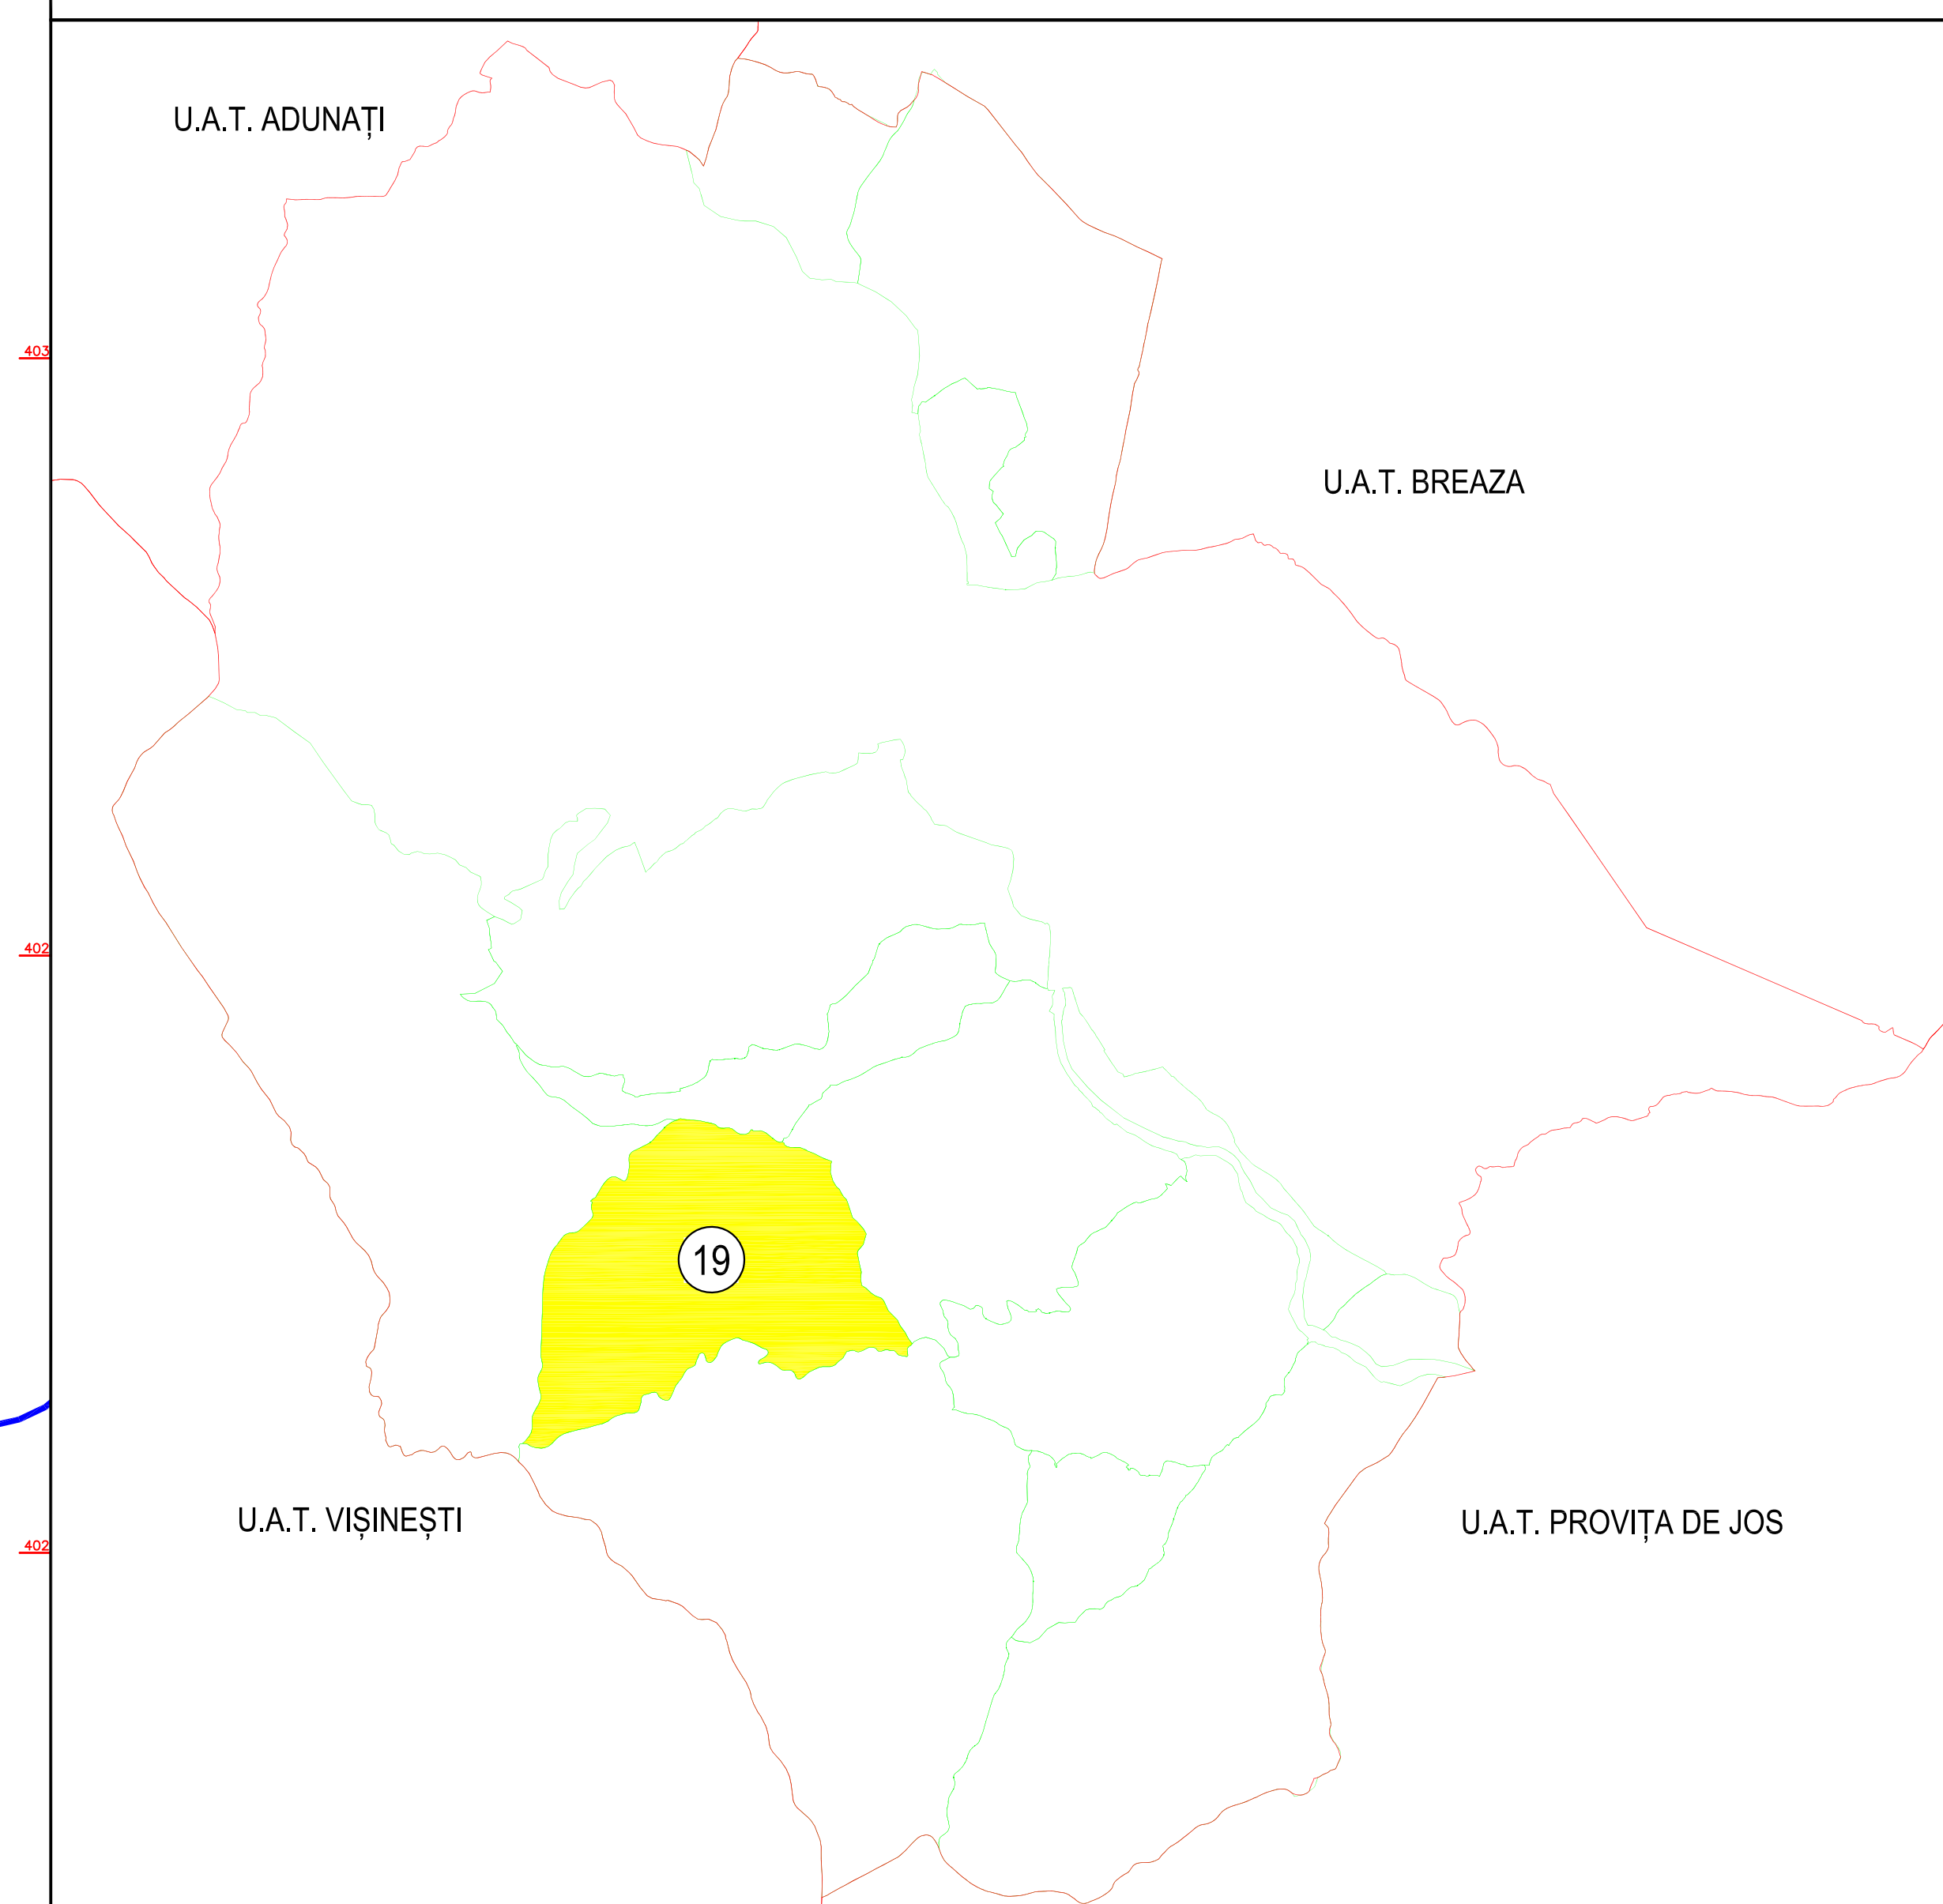 U.A.T. ADUNAȚI
403
U.A.T. BREAZA
402
19
U.A.T. VIȘINEȘTI
U.A.T. PROVIȚA DE JOS
402